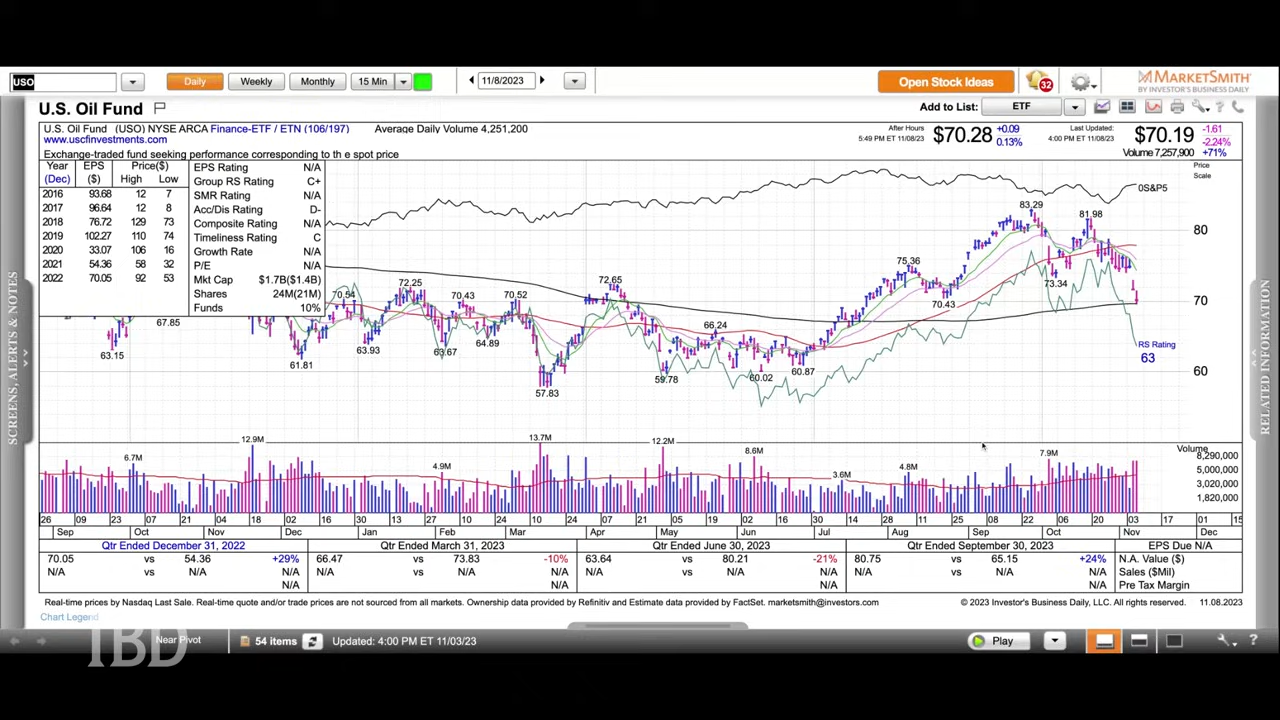 USO Daily Weekly Monthly 15 Min 11/8/2023 Open Stock Ideas 32 MARKETSMITH
BY INVESTOR'S BUSINESS DAILY
U.S. Oil Fund Add to List: ETF
U.S. Oil Fund (USO) NYSE ARCA Finance-ETF / ETN (106/197) Average Daily Volume 4,251,200
www.uscfinvestments.com
Exchange-traded fund seeking performance corresponding to th e spot price
After Hours
5:49 PM ET 11/08/23
$70.28 +0.09
0.13%
Last Updated:
4:00 PM ET 11/08/23
$70.19 -1.61
-2.24%
Volume 7,257,900 +71%
Year EPS Price($)
(Dec) ($) High Low
2016 93.68 12 7
2017 96.64 12 8
2018 76.72 129 73
2019 102.27 110 74
2020 33.07 106 16
2021 54.36 58 32
2022 70.05 92 53
EPS Rating N/A
Group RS Rating C+
SMR Rating N/A
Acc/Dis Rating D-
Composite Rating N/A
Timeliness Rating C
Growth Rate N/A
P/E N/A
Mkt Cap $1.7B($1.4B)
Shares 24M(21M)
Funds 10%
Price
Scale
0S&P5
83.29
81.98
80
75.36
73.34
72.65
72.25
70.54
70.43
70.52
70.43
70
67.85
66.24
63.15
61.81
63.93
63.67
64.89
57.83
59.78
60.02
60.87
60
RS Rating
63
SCREENS, ALERTS & NOTES
RELATED INFORMATION
12.9M 13.7M 12.2M
6.7M 4.9M 8.6M 3.6M 4.8M 7.9M
Volume
8,290,000
5,000,000
3,020,000
1,820,000
26 09 23 07 21 04 18 02 16 30 13 27 10 24 10 24 07 21 05 19 02 16 30 14 28 11 25 08 22 06 20 03 17 01 15
Sep Oct Nov Dec Jan Feb Mar Apr May Jun Jul Aug Sep Oct Nov Dec
Qtr Ended December 31, 2022 Qtr Ended March 31, 2023 Qtr Ended June 30, 2023 Qtr Ended September 30, 2023 EPS Due N/A
70.05 vs 54.36 +29% 66.47 vs 73.83 -10% 63.64 vs 80.21 -21% 80.75 vs 65.15 +24% N.A. Value ($)
N/A vs N/A N/A N/A vs N/A N/A N/A vs N/A N/A N/A vs N/A N/A Sales ($Mil)
N/A N/A N/A N/A Pre Tax Margin
Real-time prices by Nasdaq Last Sale. Real-time quote and/or trade prices are not sourced from all markets. Ownership data provided by Refinitiv and Estimate data provided by FactSet. marketsmith@investors.com © 2023 Investor's Business Daily, LLC. All rights reserved. 11.08.2023
Chart Legend
IBD
Near Pivot 54 items Updated: 4:00 PM ET 11/03/23 Play